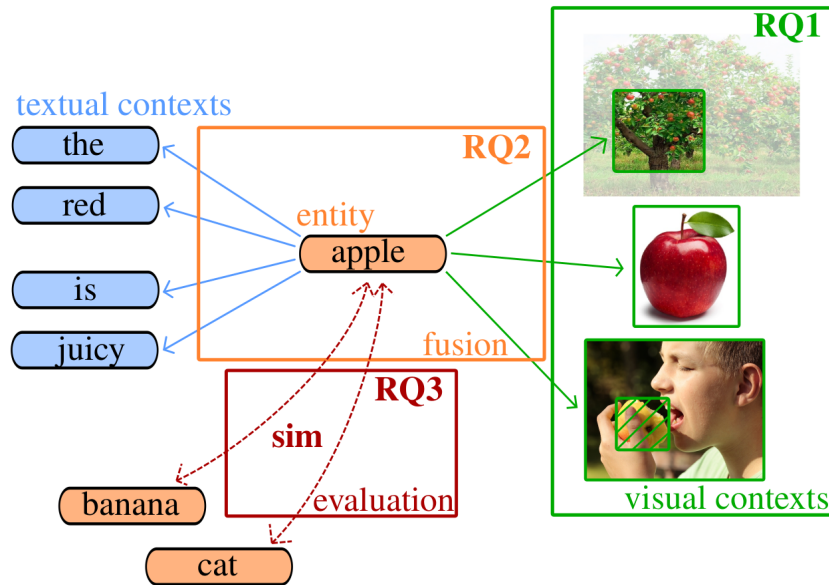 RQ1
textual contexts
the
RQ2
red
entity
apple
is
juicy
fusion
RQ3
sim
banana
evaluation
visual contexts
cat